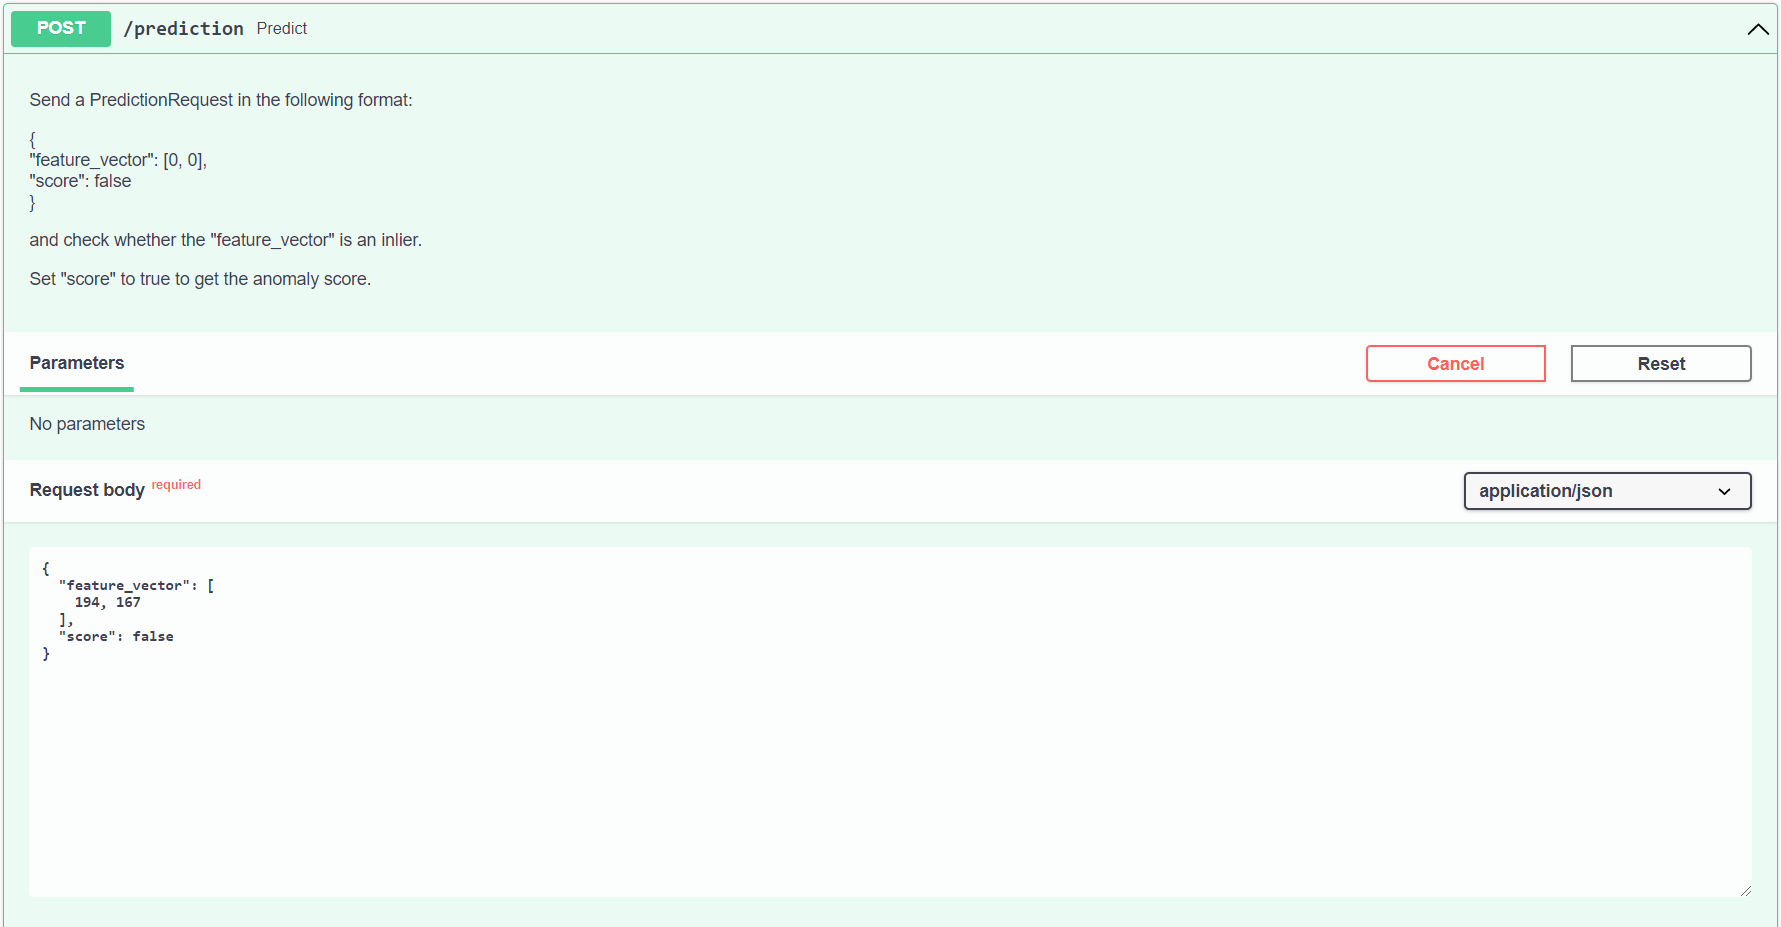 POST /prediction Predict
Send a PredictionRequest in the following format:
{
"feature_vector": [0, 0],
"score": false
}
and check whether the "feature_vector" is an inlier.
Set "score" to true to get the anomaly score.
Parameters Cancel Reset
No parameters
Request body required application/json
{
  "feature_vector": [
    194, 167
  ],
  "score": false
}